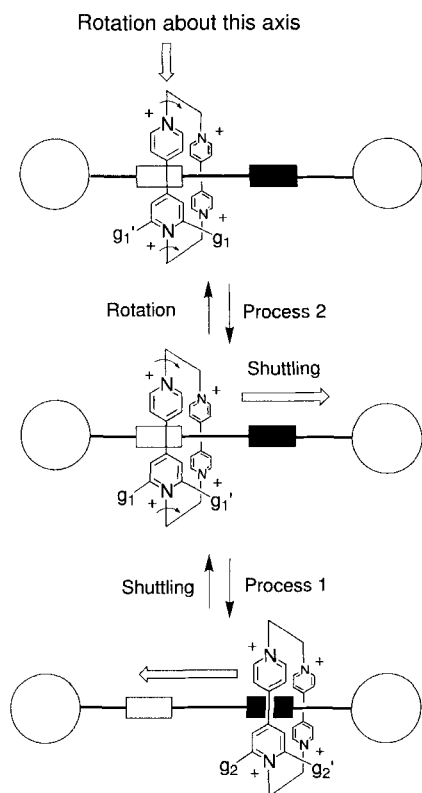 Rotation about this axis
+ N +
N
g1' + N + g1
Rotation Process 2
Shuttling
+ N N +
g1 + N N + g1'
Shuttling Process 1
+ N N +
g2 + N N + g2'